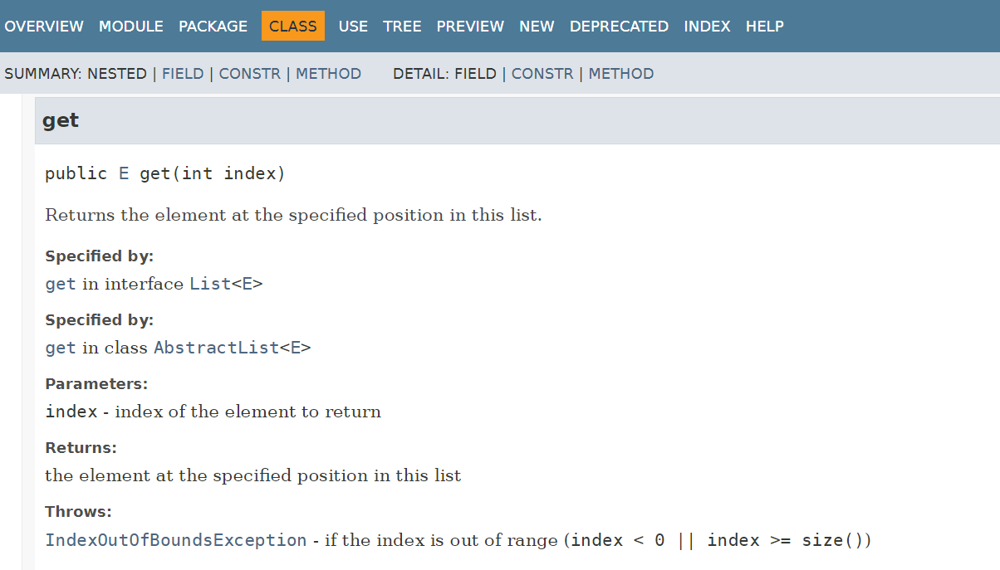 OVERVIEW MODULE PACKAGE CLASS USE TREE PREVIEW NEW DEPRECATED INDEX HELP
SUMMARY: NESTED | FIELD | CONSTR | METHOD DETAIL: FIELD | CONSTR | METHOD
get
public E get(int index)
Returns the element at the specified position in this list.
Specified by:
get in interface List<E>
Specified by:
get in class AbstractList<E>
Parameters:
index - index of the element to return
Returns:
the element at the specified position in this list
Throws:
IndexOutOfBoundsException - if the index is out of range (index < 0 || index >= size())